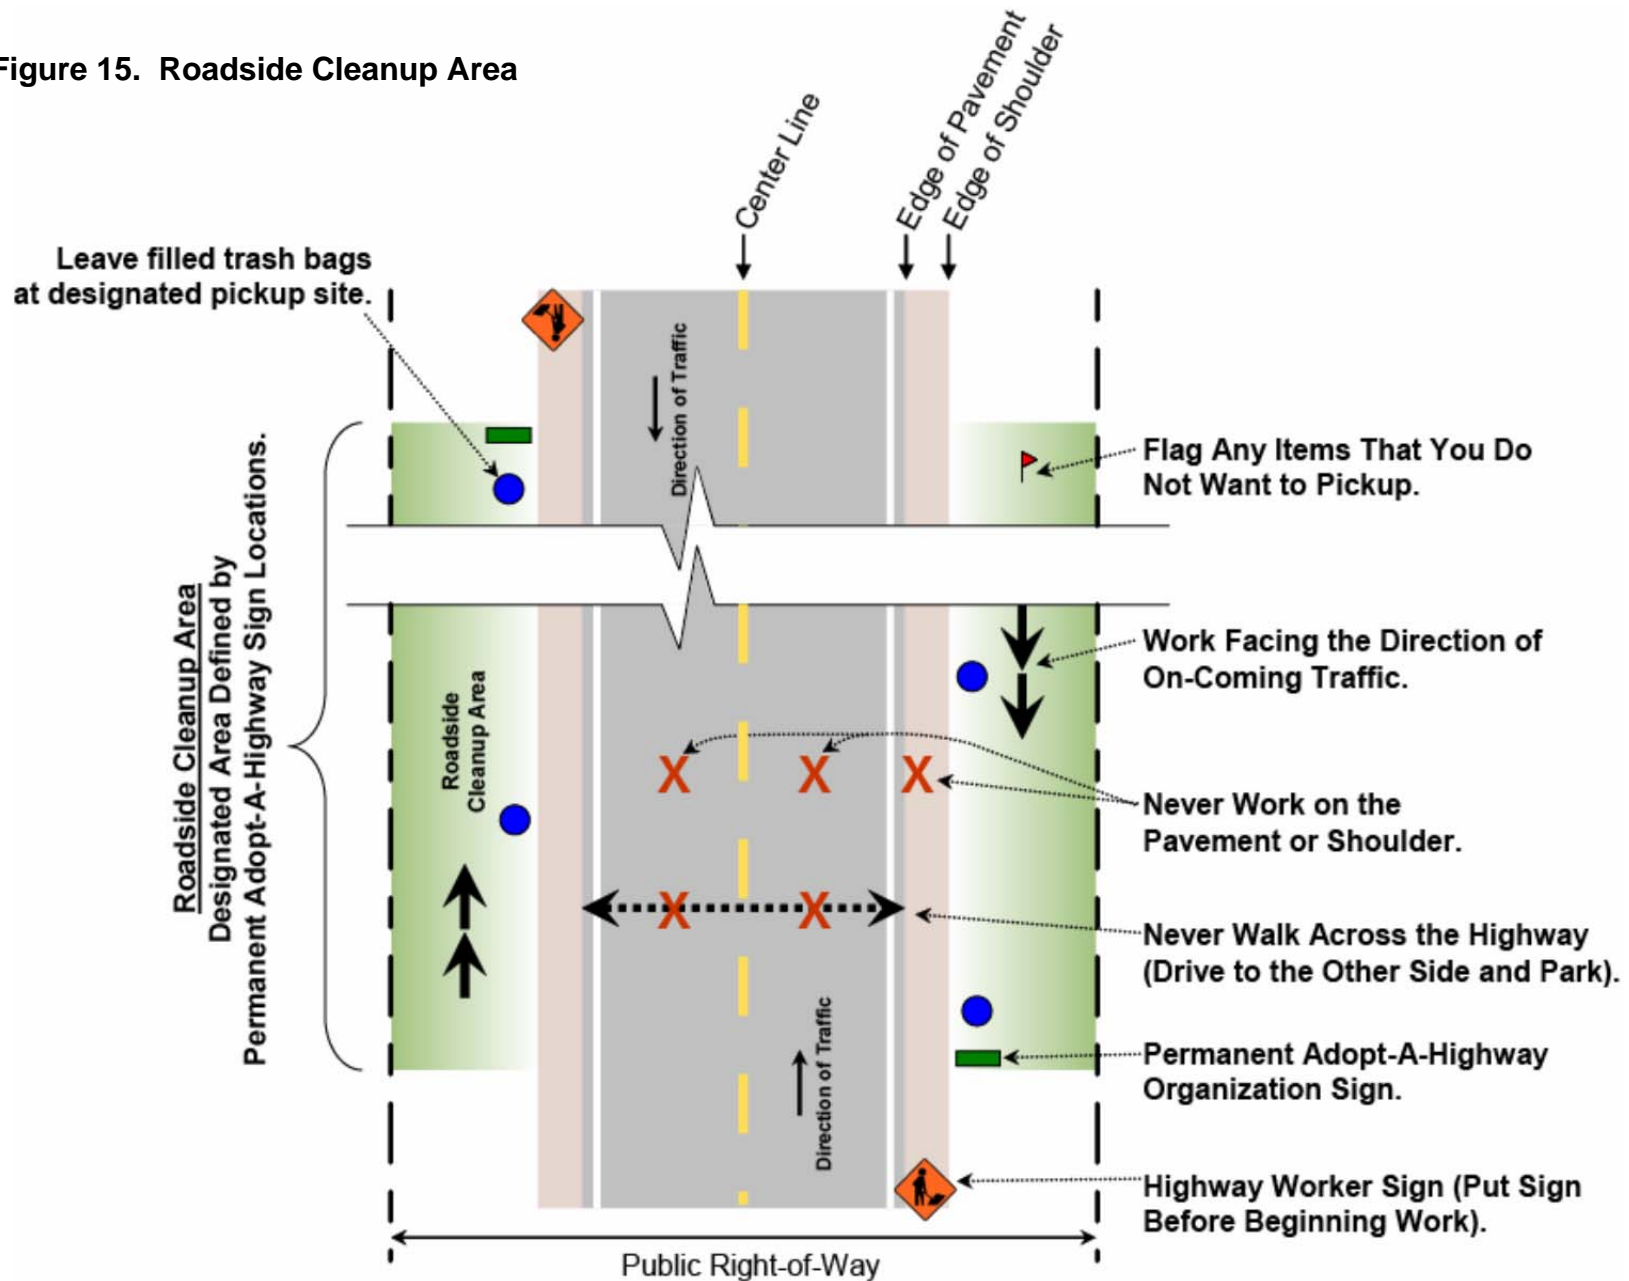 Figure 15.  Roadside Cleanup Area
Center Line
Edge of Pavement
Edge of Shoulder
Leave filled trash bags
at designated pickup site.
Direction of Traffic
Flag Any Items That You Do
Not Want to Pickup.
Roadside Cleanup Area
Designated Area Defined by
Permanent Adopt-A-Highway Sign Locations.
Work Facing the Direction of
On-Coming Traffic.
Roadside
Cleanup Area
X X X
Never Work on the
Pavement or Shoulder.
X X
Never Walk Across the Highway
(Drive to the Other Side and Park).
Direction of Traffic
Permanent Adopt-A-Highway
Organization Sign.
Highway Worker Sign (Put Sign
Before Beginning Work).
Public Right-of-Way